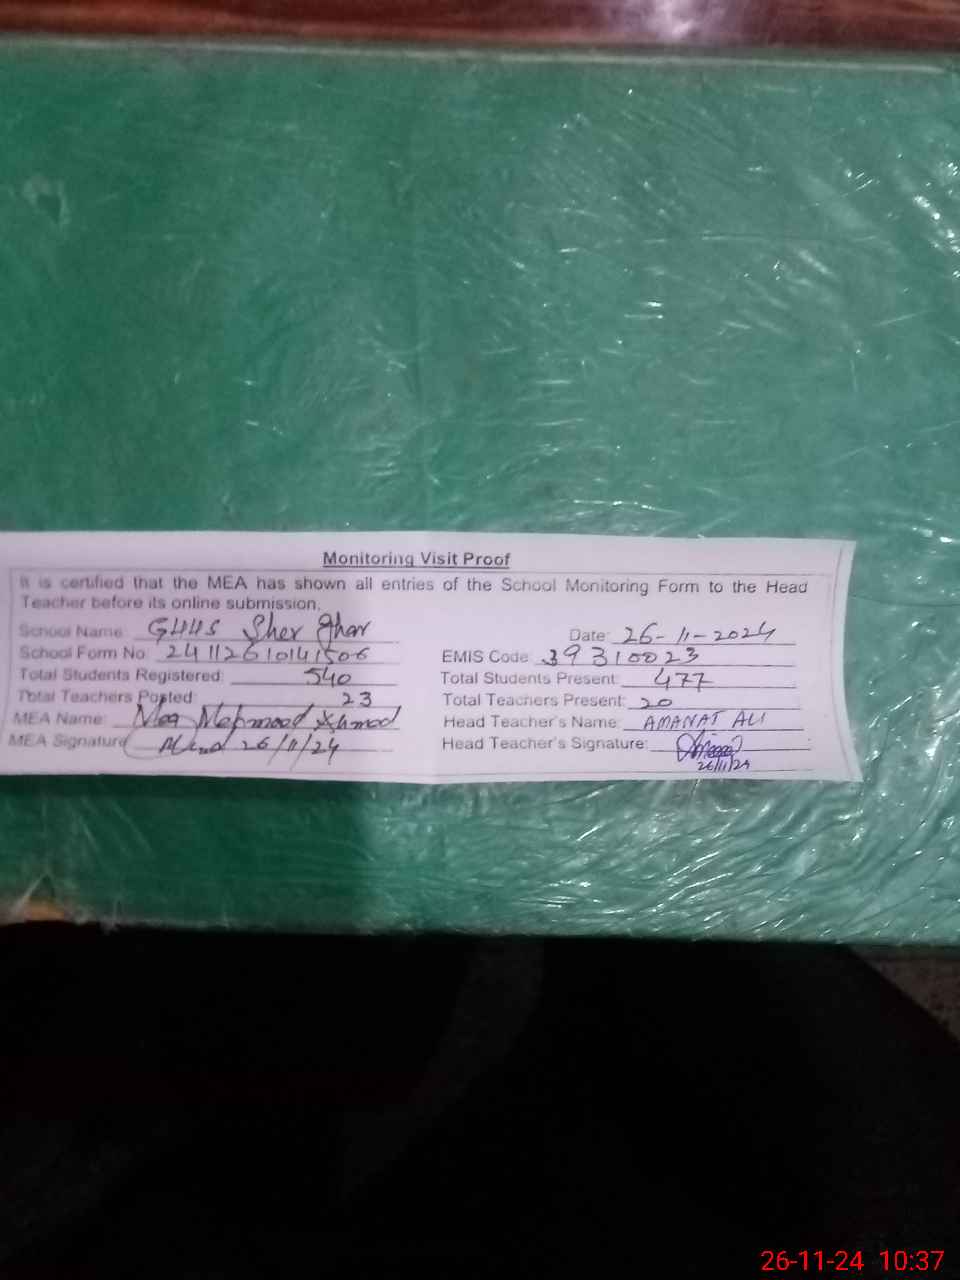 Monitoring Visit Proof
It is certified that the MEA has shown all entries of the School Monitoring Form to the Head
Teacher before its online submission.
School Name: GHHS Sher Ghar Date: 26-11-2024
School Form No: 24112610141506 EMIS Code: 39310023
Total Students Registered: 540 Total Students Present: 477
Total Teachers Posted: 23 Total Teachers Present: 20
MEA Name: Mea Mehmood Ahmad Head Teacher's Name: AMANAT ALI
MEA Signature 26/11/24 Head Teacher's Signature:
26/11/24
26-11-24 10:37